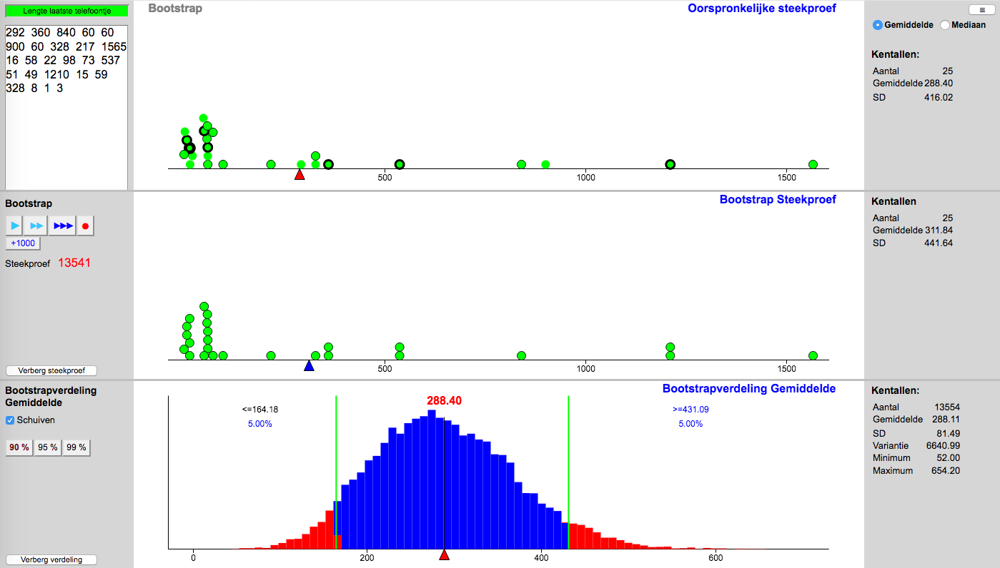 Lengte laatste telefoontje
292 360 840 60 60
900 60 328 217 1565
16 58 22 98 73 537
51 49 1210 15 59
328 8 1 3
Bootstrap
Oorspronkelijke steekproef
500 1000 1500
≡
Gemiddelde Mediaan
Kentallen:
Aantal 25
Gemiddelde 288.40
SD 416.02
Bootstrap
+1000
Steekproef 13541
Verberg steekproef
Bootstrap Steekproef
500 1000 1500
Kentallen
Aantal 25
Gemiddelde 311.84
SD 441.64
Bootstrapverdeling
Gemiddelde
Schuiven
90 % 95 % 99 %
Verberg verdeling
Bootstrapverdeling Gemiddelde
288.40
<=164.18 >=431.09
5.00% 5.00%
0 200 400 600
Kentallen:
Aantal 13554
Gemiddelde 288.11
SD 81.49
Variantie 6640.99
Minimum 52.00
Maximum 654.20